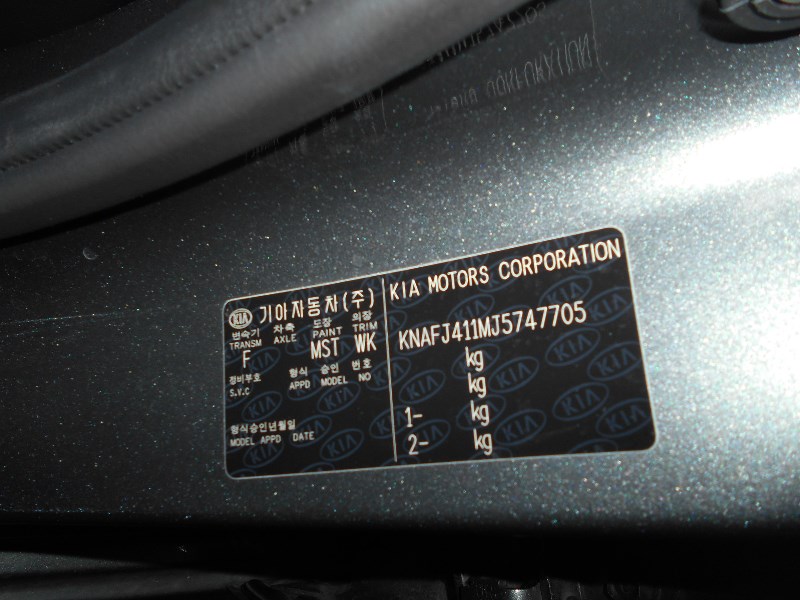 KIA 기아자동차(주)
변속기 차축 도장 외장
TRANSM AXLE PAINT TRIM
F MST WK
정비부호 형식 승인 번호
S.V.C APPD MODEL NO
형식승인년월일
MODEL APPD DATE
KIA MOTORS CORPORATION
KNAFJ411MJ5747705
kg
kg
1- kg
2- kg